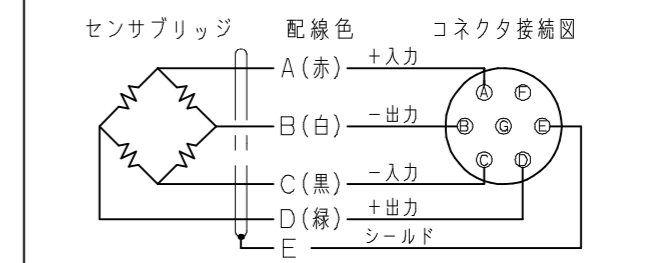 センサブリッジ 配線色 コネクタ接続図
A(赤) +入力
B(白) -出力
C(黒) -入力
D(緑) +出力
E シールド
A F
B G E
C D